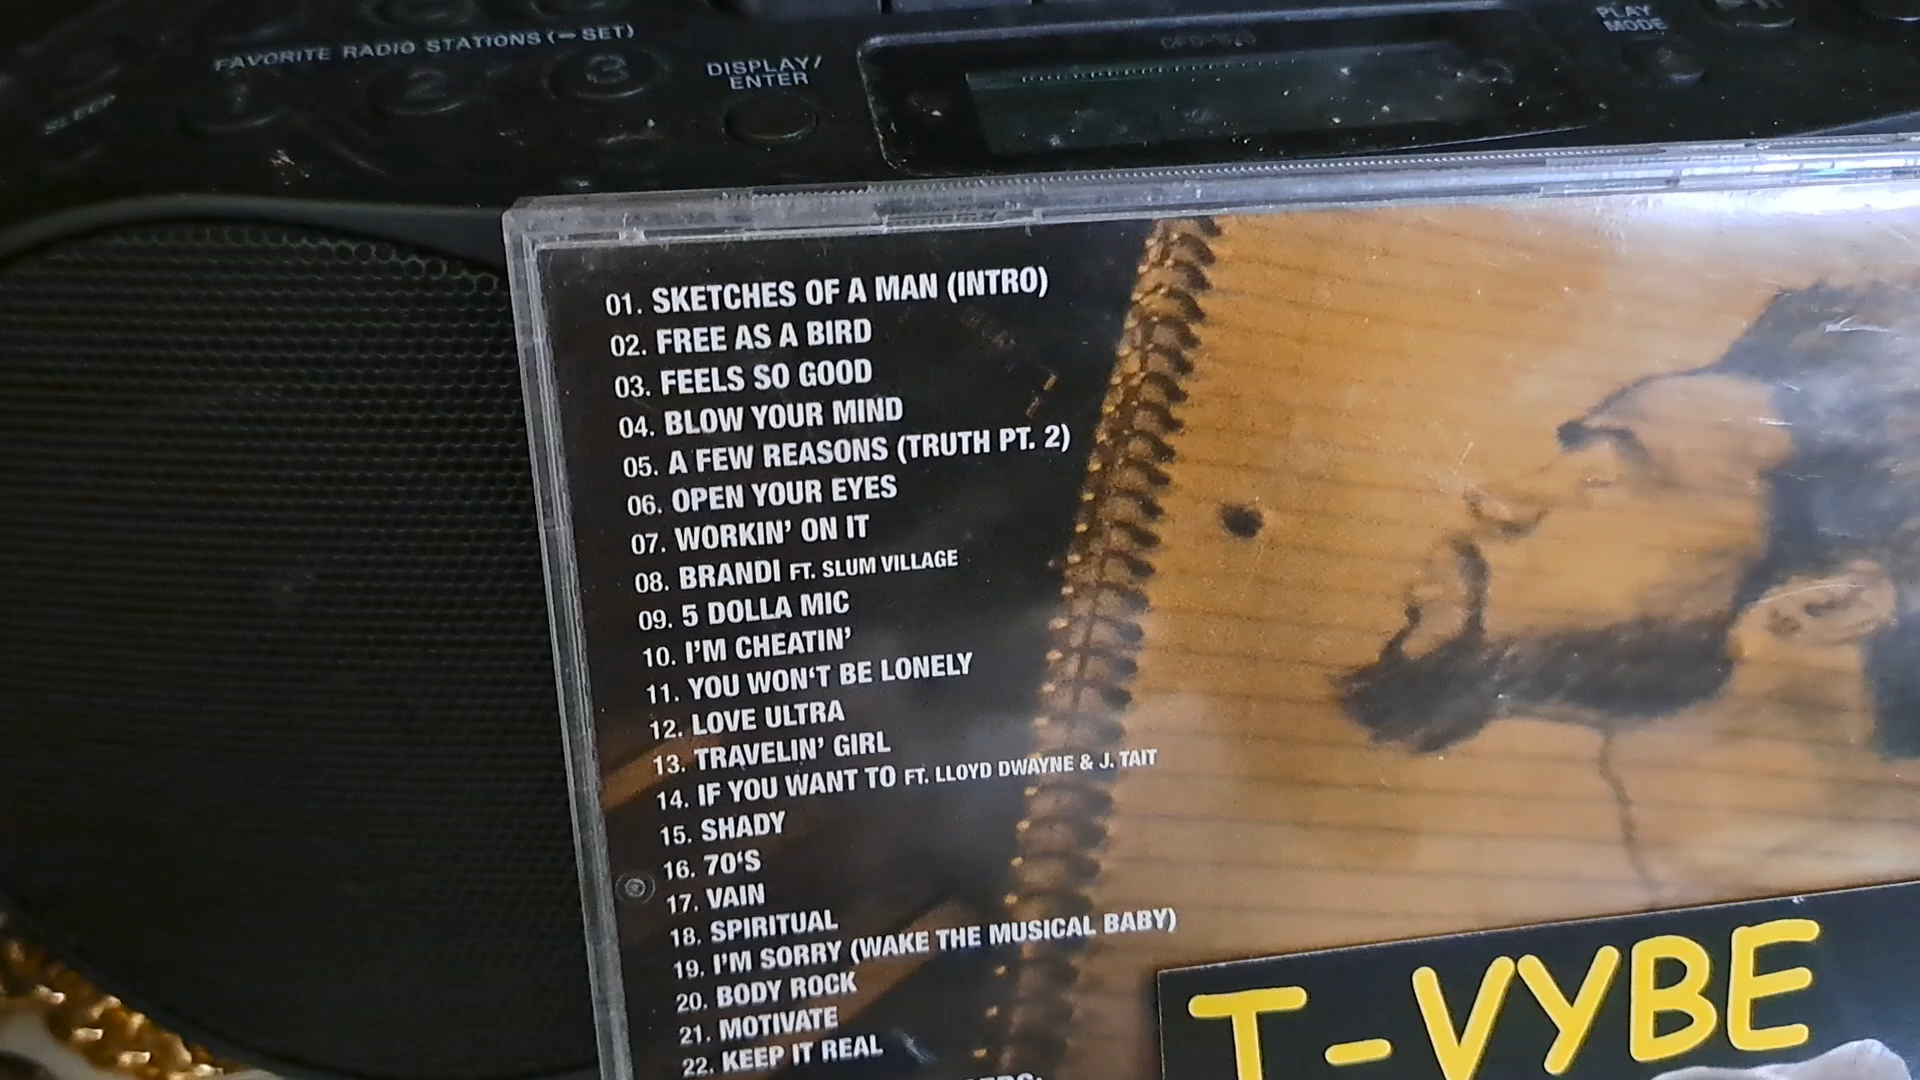 FAVORITE RADIO STATIONS (⎯ SET)
SLEEP
1 2 3
DISPLAY/
ENTER
PLAY
MODE
01. SKETCHES OF A MAN (INTRO)
02. FREE AS A BIRD
03. FEELS SO GOOD
04. BLOW YOUR MIND
05. A FEW REASONS (TRUTH PT. 2)
06. OPEN YOUR EYES
07. WORKIN’ ON IT
08. BRANDI FT. SLUM VILLAGE
09. 5 DOLLA MIC
10. I’M CHEATIN’
11. YOU WON‘T BE LONELY
12. LOVE ULTRA
13. TRAVELIN’ GIRL
14. IF YOU WANT TO FT. LLOYD DWAYNE & J. TAIT
15. SHADY
16. 70‘S
17. VAIN
18. SPIRITUAL
19. I’M SORRY (WAKE THE MUSICAL BABY)
20. BODY ROCK
21. MOTIVATE
22. KEEP IT REAL
T-VYBE